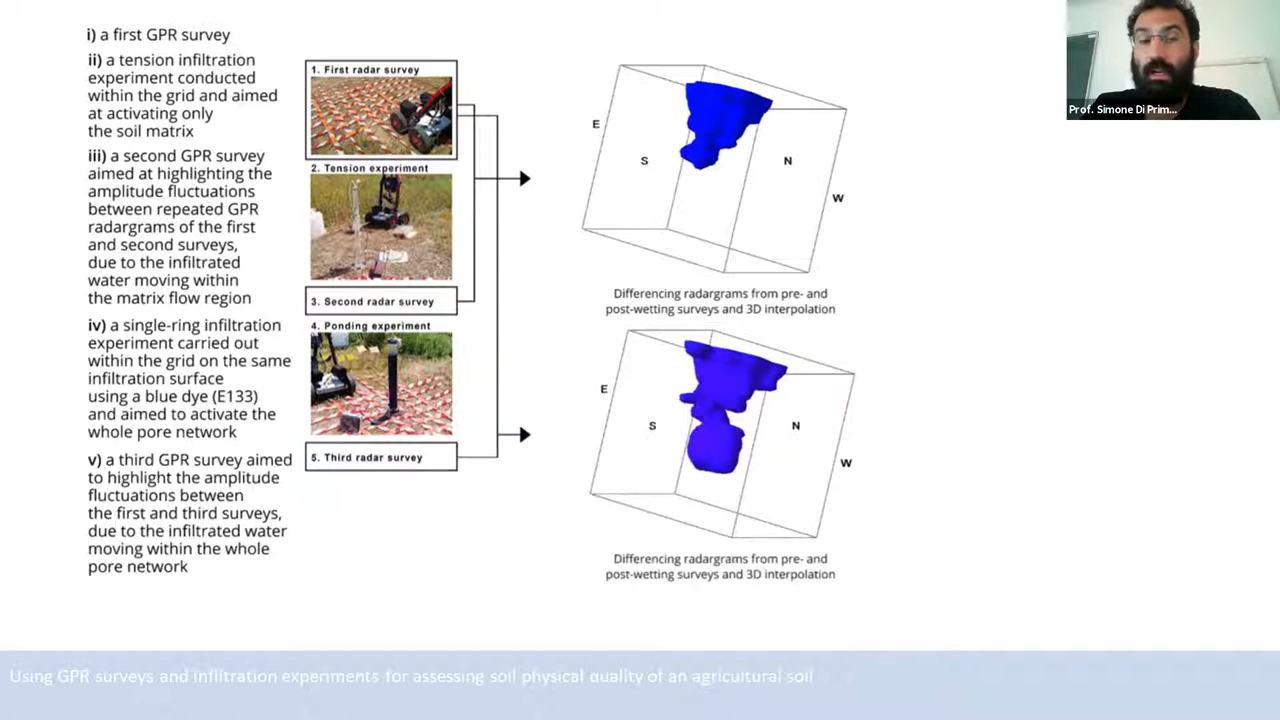 i) a first GPR survey
ii) a tension infiltration
experiment conducted
within the grid and aimed
at activating only
the soil matrix
iii) a second GPR survey
aimed at highlighting the
amplitude fluctuations
between repeated GPR
radargrams of the first
and second surveys,
due to the infiltrated
water moving within
the matrix flow region
iv) a single-ring infiltration
experiment carried out
within the grid on the same
infiltration surface
using a blue dye (E133)
and aimed to activate the
whole pore network
v) a third GPR survey aimed
to highlight the amplitude
fluctuations between
the first and third surveys,
due to the infiltrated water
moving within the whole
pore network
1. First radar survey
2. Tension experiment
3. Second radar survey
4. Ponding experiment
5. Third radar survey
E
S
N
W
Differencing radargrams from pre- and
post-wetting surveys and 3D interpolation
E
S
N
W
Differencing radargrams from pre- and
post-wetting surveys and 3D interpolation
Prof. Simone Di Prim...
Using GPR surveys and infiltration experiments for assessing soil physical quality of an agricultural soil